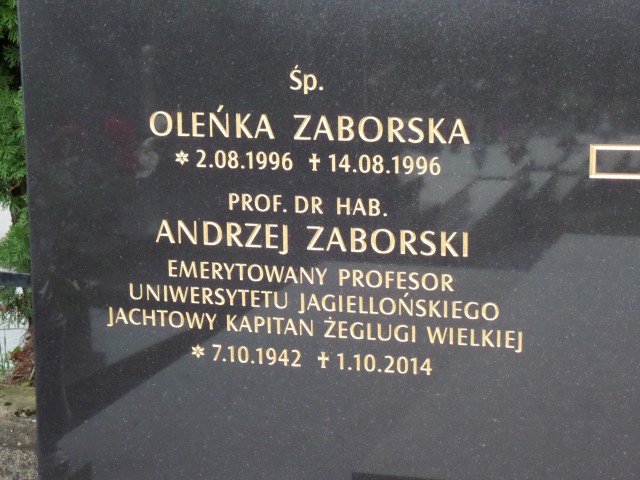 Śp.
OLEŃKA ZABORSKA
✲ 2.08.1996 ✝ 14.08.1996
PROF. DR HAB.
ANDRZEJ ZABORSKI
EMERYTOWANY PROFESOR
UNIWERSYTETU JAGIELLOŃSKIEGO
JACHTOWY KAPITAN ŻEGLUGI WIELKIEJ
✲ 7.10.1942 ✝ 1.10.2014